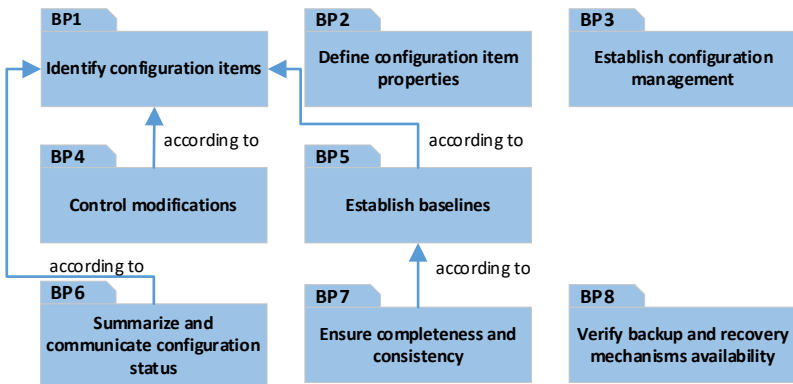 BP1
Identify configuration items
BP2
Define configuration item
properties
BP3
Establish configuration
management
according to
according to
BP4
Control modifications
BP5
Establish baselines
according to
according to
BP6
Summarize and
communicate configuration
status
BP7
Ensure completeness and
consistency
BP8
Verify backup and recovery
mechanisms availability